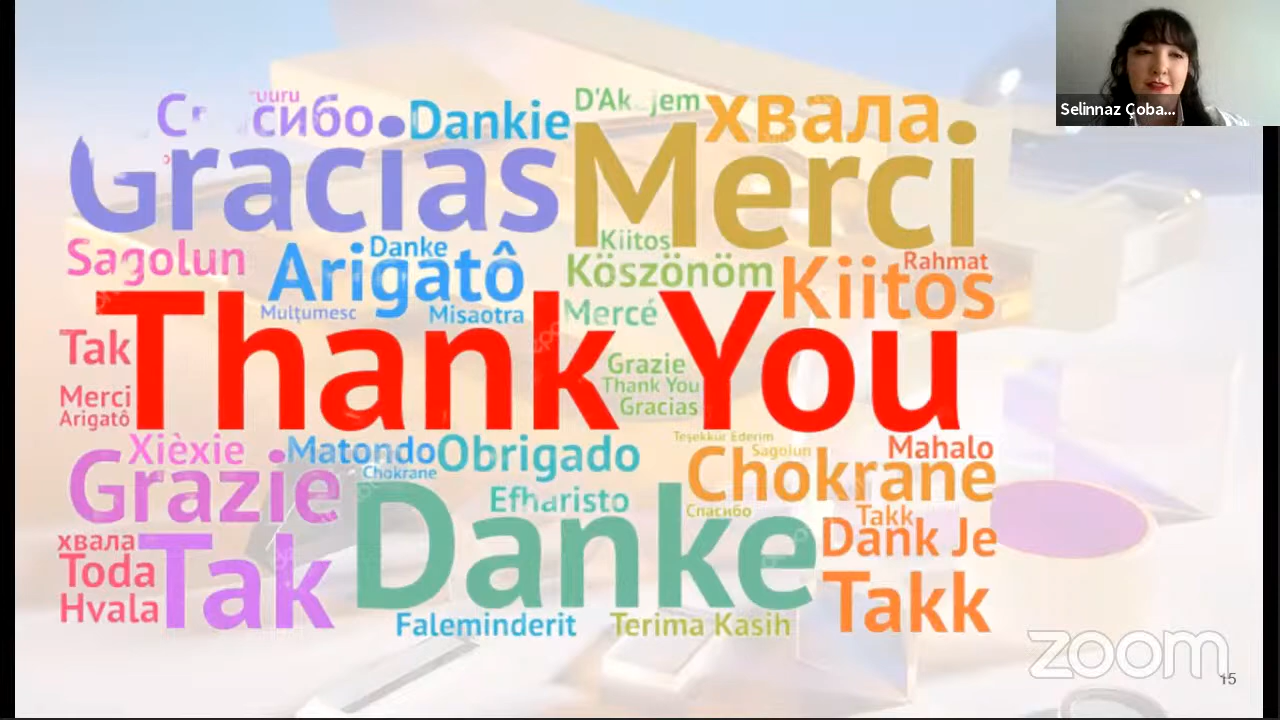 Selinnaz Çoba...
Dankie
хвала
Gracias
Merci
Sagolun
Danke
Arigatô
Kiitos
Köszönöm
Rahmat
Kiitos
Mulțumesc
Misaotra
Mercé
Thank You
Tak
Grazie
Thank You
Gracias
Merci
Arigatô
Xièxie
Matondo
Obrigado
Teşekkür Ederim
Sagolun
Mahalo
Chokrane
Grazie
Chokrane
Efharisto
Спасибо
Danke
Takk
Dank Je
хвала
Toda
Hvala
Tak
Takk
Faleminderit
Terima Kasih
zoom
15